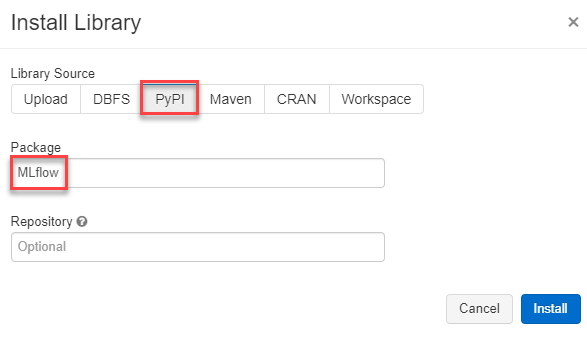 Install Library ×
Library Source
Upload DBFS PyPI Maven CRAN Workspace
Package
MLflow
Repository ?
Optional
Cancel Install